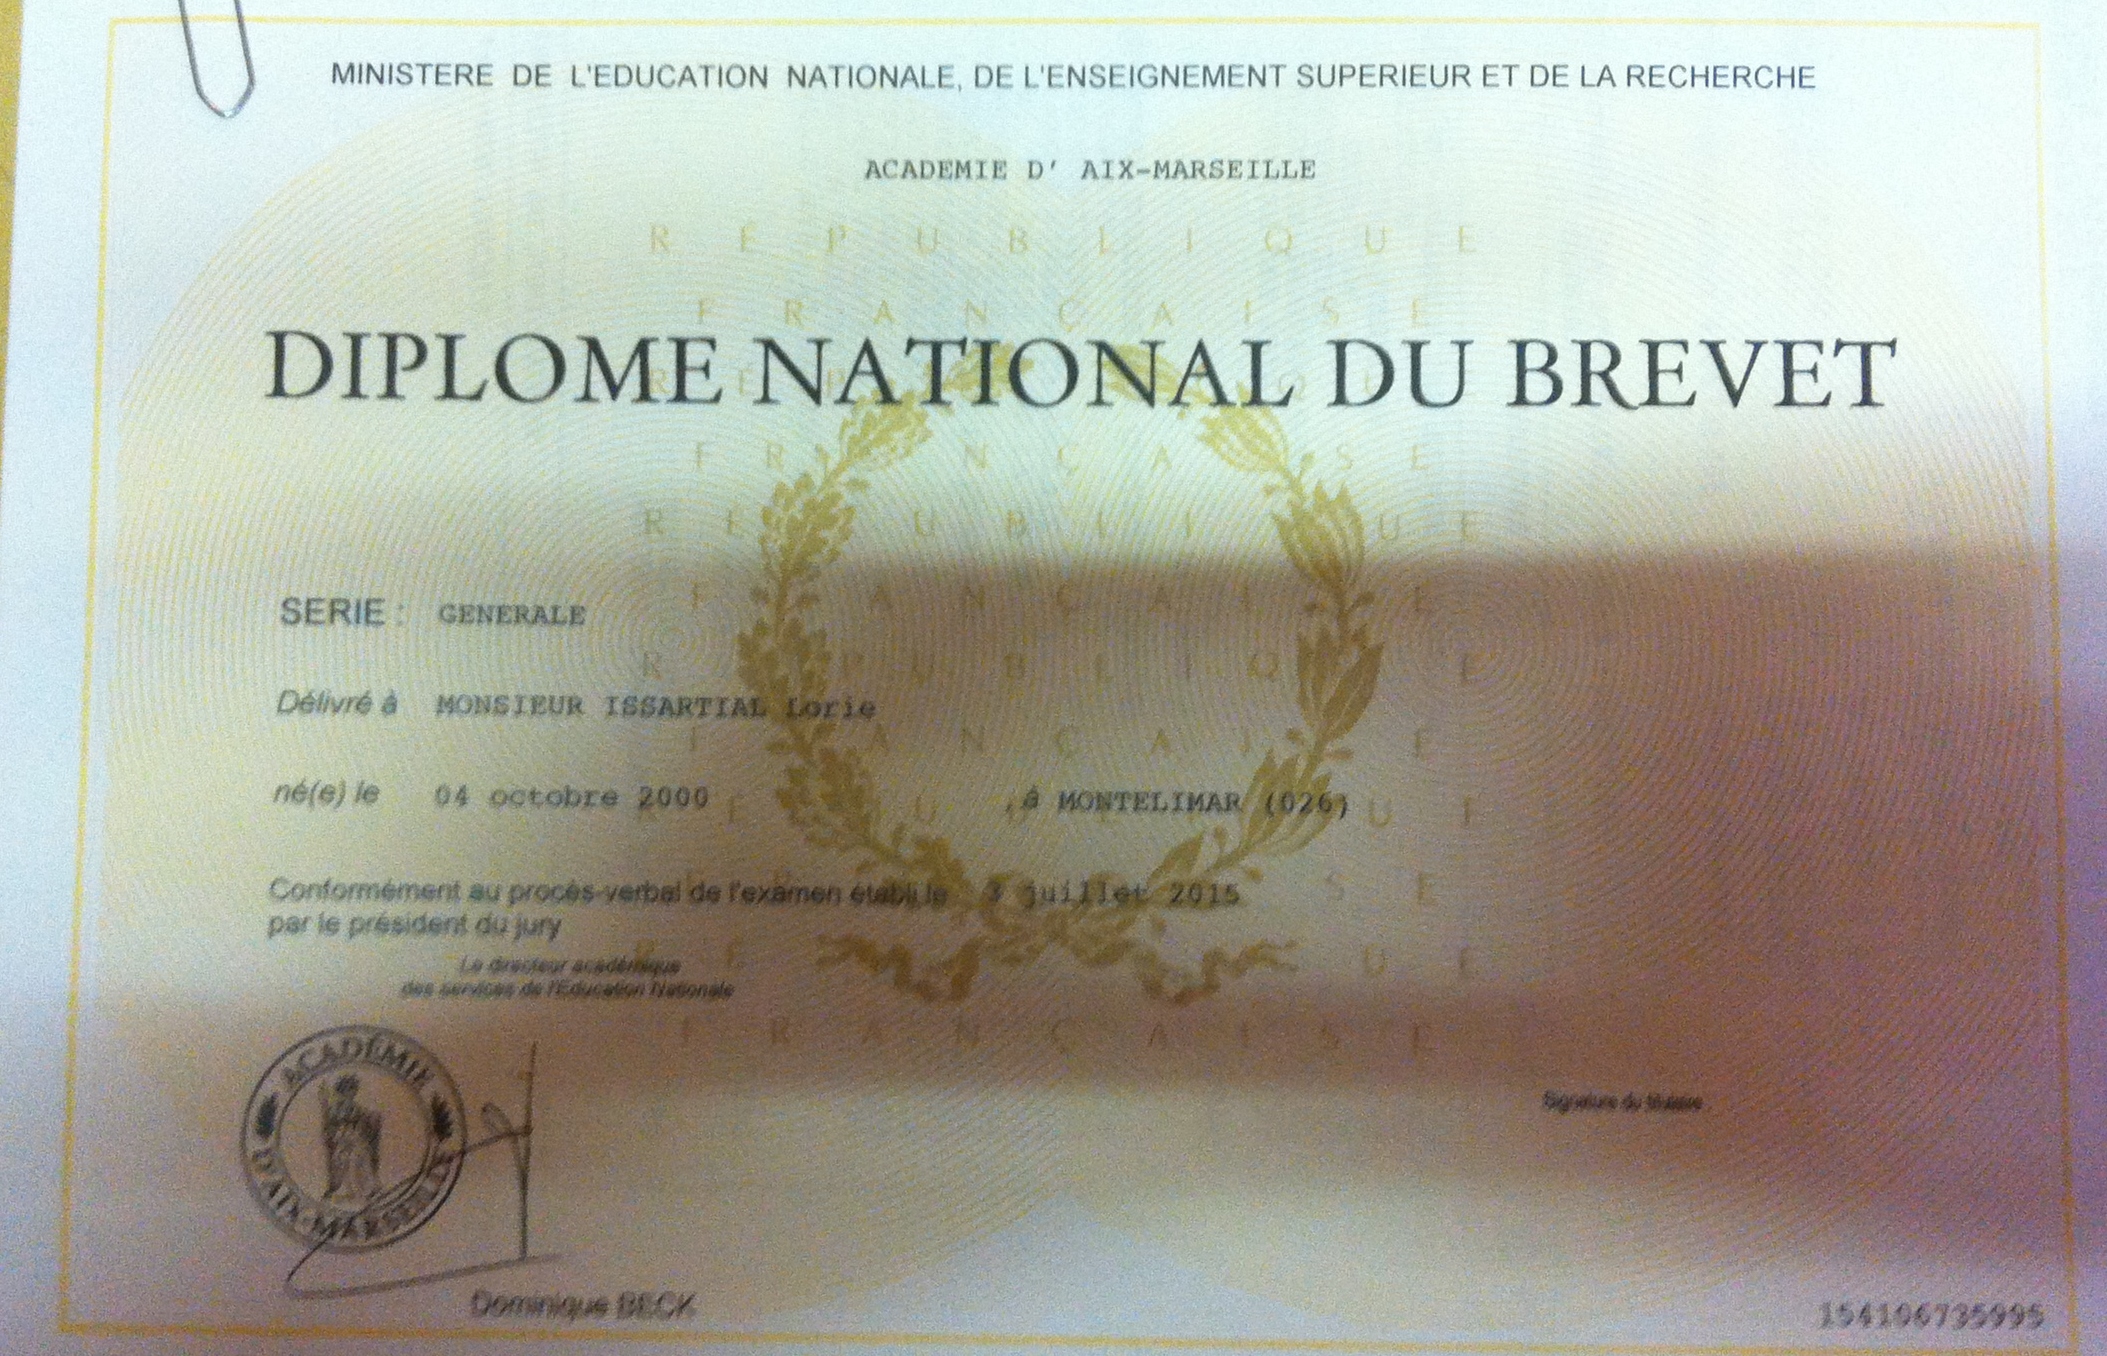 MINISTERE DE L'EDUCATION NATIONALE, DE L'ENSEIGNEMENT SUPERIEUR ET DE LA RECHERCHE
ACADEMIE D' AIX-MARSEILLE
RÉPUBLIQUE
FRANÇAISE
DIPLOME NATIONAL DU BREVET
SERIE : GENERALE
Délivré à MONSIEUR ISSARTIAL Lorie
né(e) le 04 octobre 2000 , à MONTELIMAR (026)
Conformément au procès-verbal de l'examen établi le 3 juillet 2015
par le président du jury
Le directeur académique
des services de l'Education Nationale
ACADÉMIE D'AIX-MARSEILLE
Signature du titulaire
Dominique BECK
154106735995